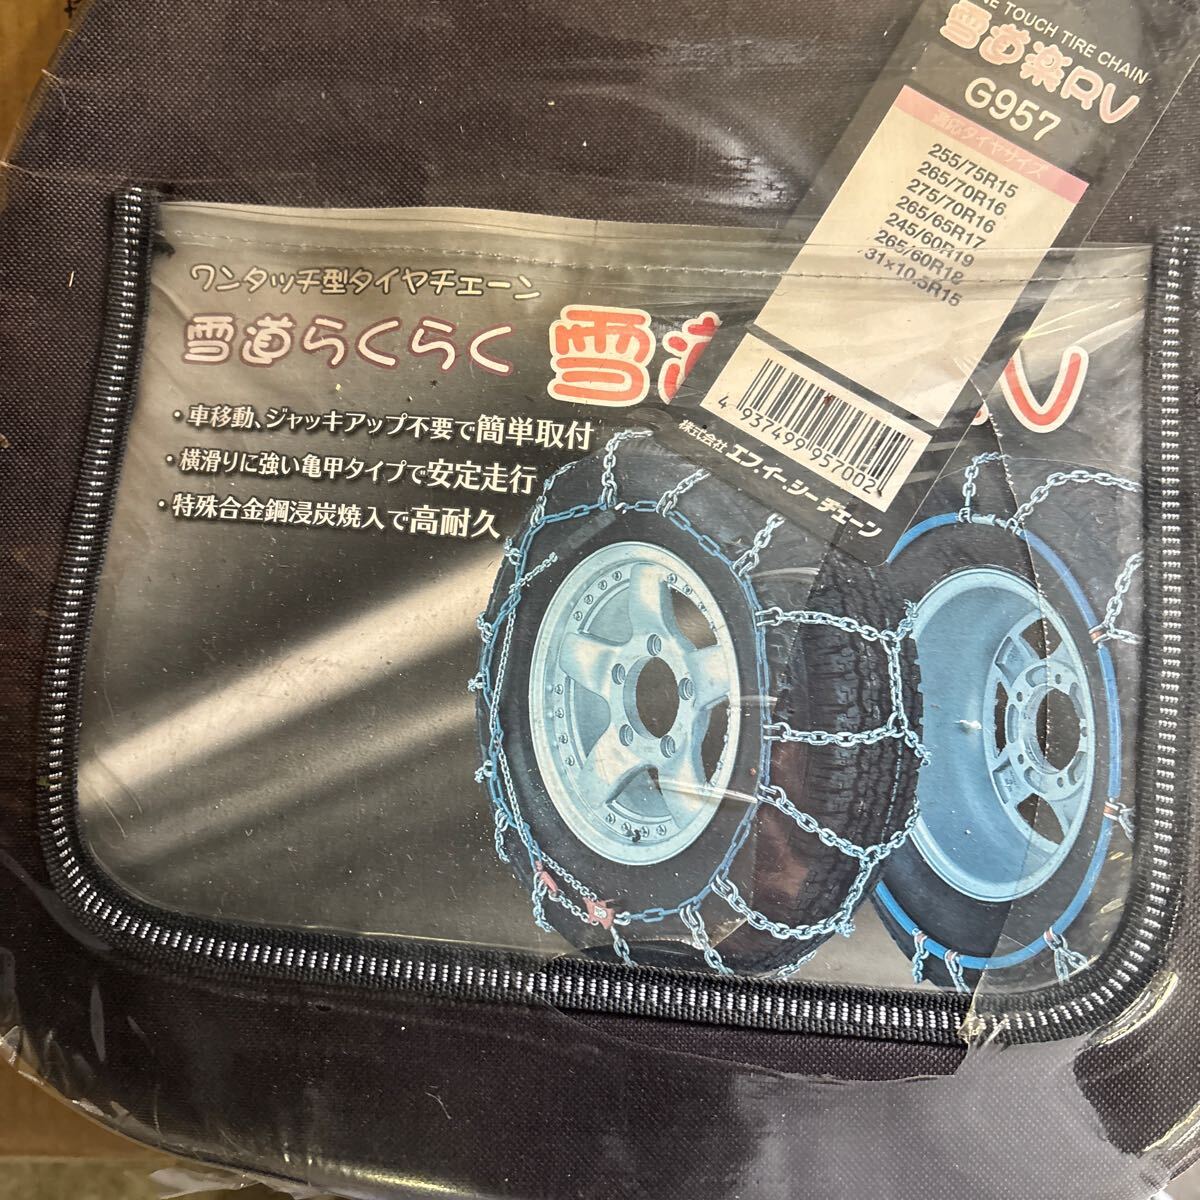 NE TOUCH TIRE CHAIN
雪道楽RV
G957
適応タイヤサイズ
255/75R15
265/70R16
275/70R16
265/65R17
245/60R19
265/60R18
31×10.5R15
4 937499 957002
株式会社 エフ.イー.シーチェーン
ワンタッチ型タイヤチェーン
雪道らくらく 雪道 V
・車移動、ジャッキアップ不要で簡単取付
・横滑りに強い亀甲タイプで安定走行
・特殊合金鋼浸炭焼入で高耐久